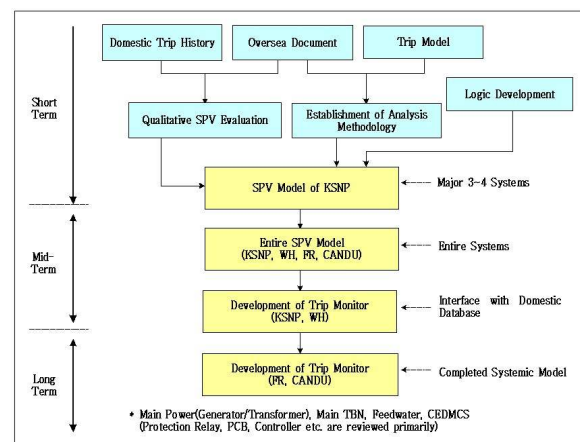 Domestic Trip History
Oversea Document
Trip Model
Logic Development
Short
Term
Qualitative SPV Evaluation
Establishment of Analysis
Methodology
SPV Model of KSNP
Major 3~4 Systems
Mid-
Term
Entire SPV Model
(KSNP, WH, FR, CANDU)
Entire Systems
Development of Trip Monitor
(KSNP, WH)
Interface with Domestic
Database
Long
Term
Development of Trip Monitor
(FR, CANDU)
Completed Systemic Model
* Main Power(Generator/Transformer), Main TBN, Feedwater, CEDMCS
(Protection Relay, PCB, Controller etc. are reviewed primarily)